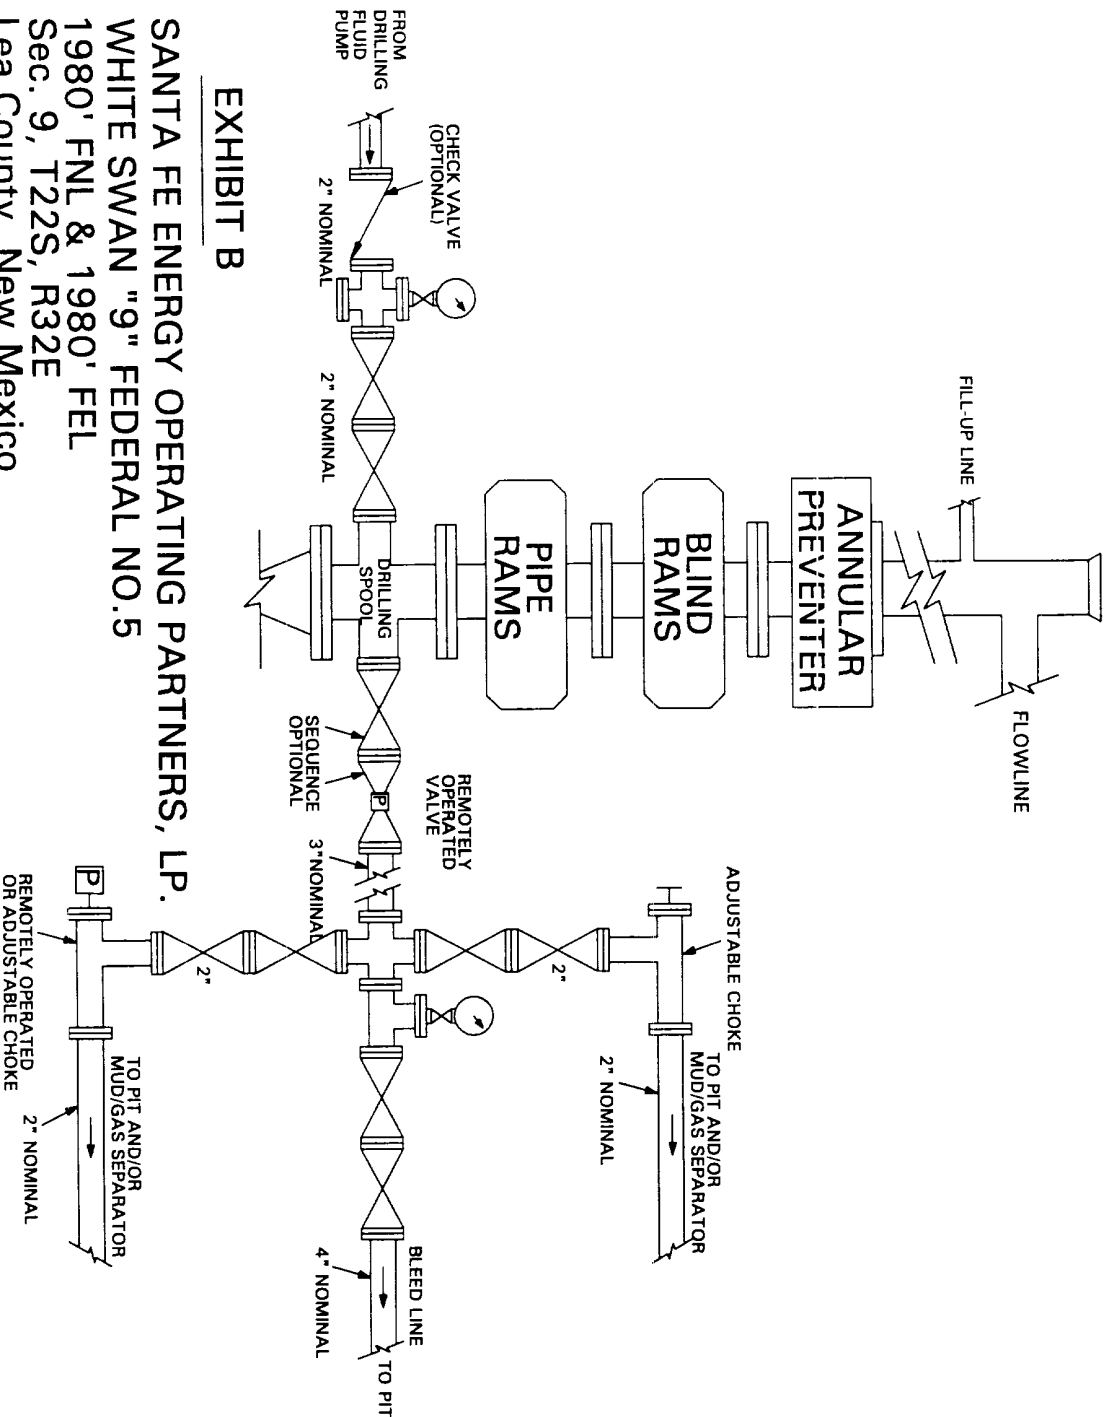 FILL-UP LINE
FLOWLINE
ANNULAR
PREVENTER
BLIND
RAMS
PIPE
RAMS
DRILLING
SPOOL
FROM
DRILLING
FLUID
PUMP
CHECK VALVE
(OPTIONAL)
2" NOMINAL
2" NOMINAL
SEQUENCE
OPTIONAL
P
REMOTELY
OPERATED
VALVE
3"NOMINAL
ADJUSTABLE CHOKE
2"
TO PIT AND/OR
MUD/GAS SEPARATOR
2" NOMINAL
BLEED LINE
4" NOMINAL
TO PIT
2"
P
REMOTELY OPERATED
OR ADJUSTABLE CHOKE
TO PIT AND/OR
MUD/GAS SEPARATOR
2" NOMINAL
EXHIBIT B
SANTA FE ENERGY OPERATING PARTNERS, LP.
WHITE SWAN "9" FEDERAL NO.5
1980' FNL & 1980' FEL
Sec. 9, T22S, R32E
Lea County, New Mexico